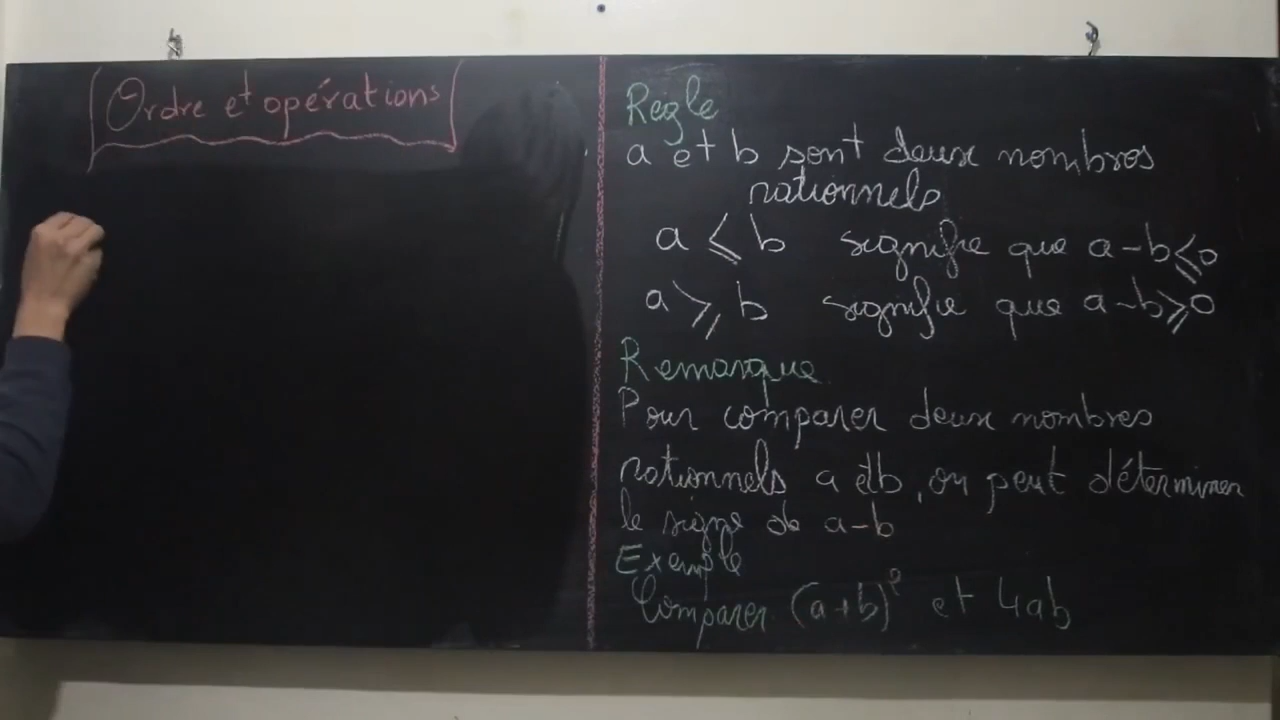 Ordre et opérations
Regle
a et b sont deux nombres
rationnels
a ⩽ b signifie que a-b⩽0
a ⩾ b signifie que a-b⩾0
Remarque
Pour comparer deux nombres
rationnels a et b, on peut déterminer
le signe de a-b
Exemple
Comparer (a+b)² et 4ab